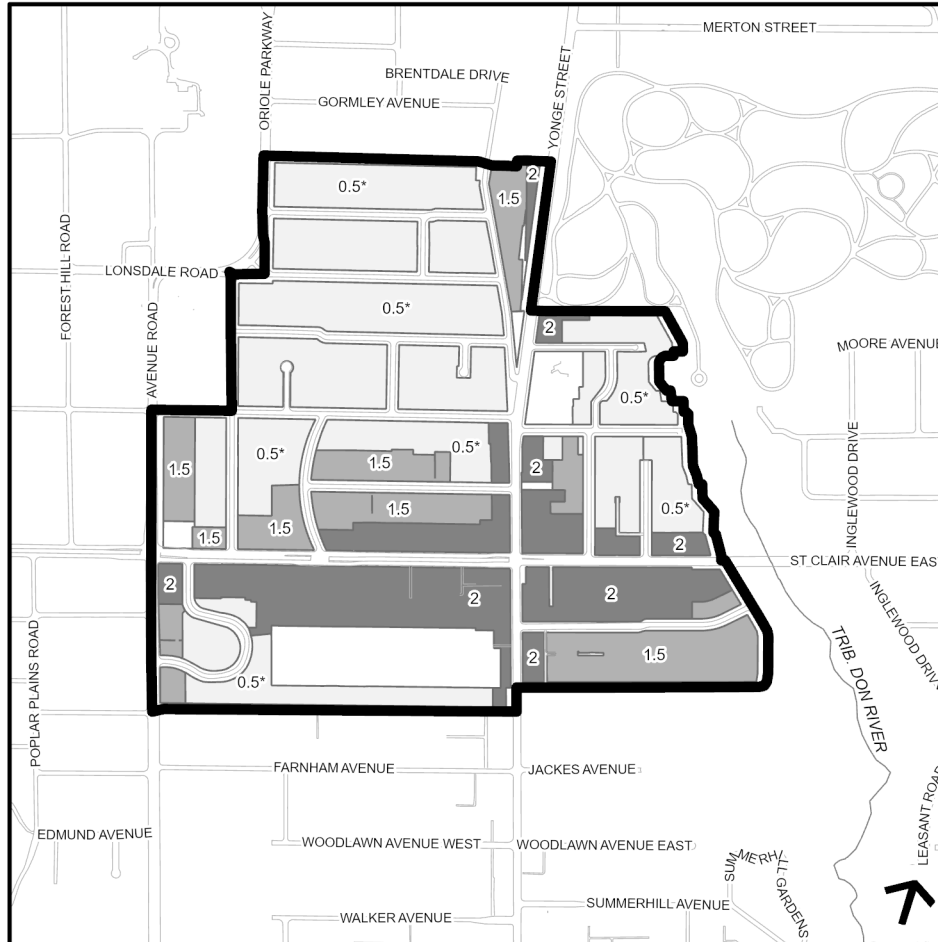 MERTON STREET
ORIOLE PARKWAY
YONGE STREET
BRENTDALE DRIVE
GORMLEY AVENUE
2
0.5*
1.5
FOREST HILL ROAD
LONSDALE ROAD
AVENUE ROAD
0.5*
2
MOORE AVENUE
0.5*
0.5*
0.5*
1.5
1.5
2
INGLEWOOD DRIVE
1.5
0.5*
1.5
1.5
2
ST CLAIR AVENUE EAS
2
2
2
INGLEWOOD DRIV
POPLAR PLAINS ROAD
TRIB. DON RIVER
2
1.5
0.5*
FARNHAM AVENUE
JACKES AVENUE
LEASANT ROAD
EDMUND AVENUE
WOODLAWN AVENUE WEST
WOODLAWN AVENUE EAST
SUMMERHILL GARDENS
SUMMERHILL AVENUE
WALKER AVENUE